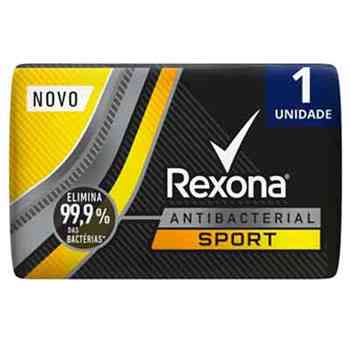 NOVO
1
UNIDADE
Rexona
ANTIBACTERIAL
SPORT
ELIMINA
99,9%
DAS
BACTÉRIAS*